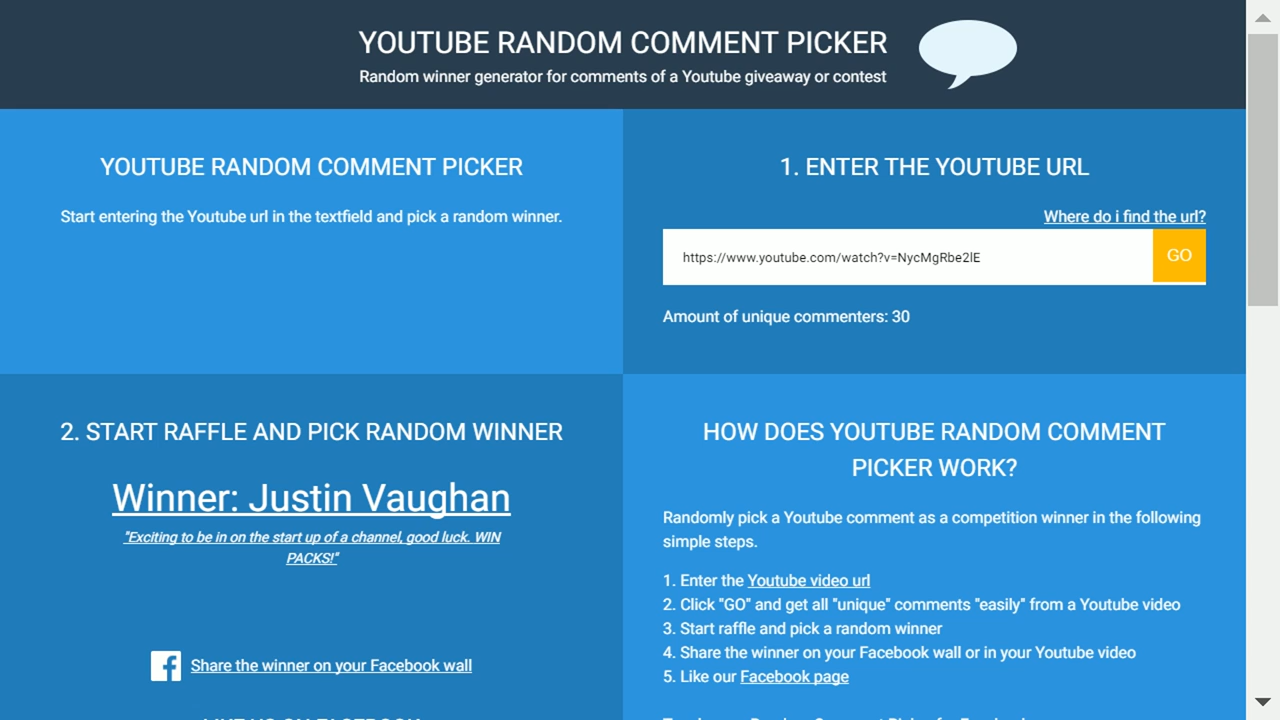 YOUTUBE RANDOM COMMENT PICKER
Random winner generator for comments of a Youtube giveaway or contest
YOUTUBE RANDOM COMMENT PICKER
Start entering the Youtube url in the textfield and pick a random winner.
1. ENTER THE YOUTUBE URL
Where do i find the url?
https://www.youtube.com/watch?v=NycMgRbe2lE
GO
Amount of unique commenters: 30
2. START RAFFLE AND PICK RANDOM WINNER
Winner: Justin Vaughan
"Exciting to be in on the start up of a channel, good luck. WIN
PACKS!"
Share the winner on your Facebook wall
HOW DOES YOUTUBE RANDOM COMMENT
PICKER WORK?
Randomly pick a Youtube comment as a competition winner in the following
simple steps.
1. Enter the Youtube video url
2. Click "GO" and get all "unique" comments "easily" from a Youtube video
3. Start raffle and pick a random winner
4. Share the winner on your Facebook wall or in your Youtube video
5. Like our Facebook page